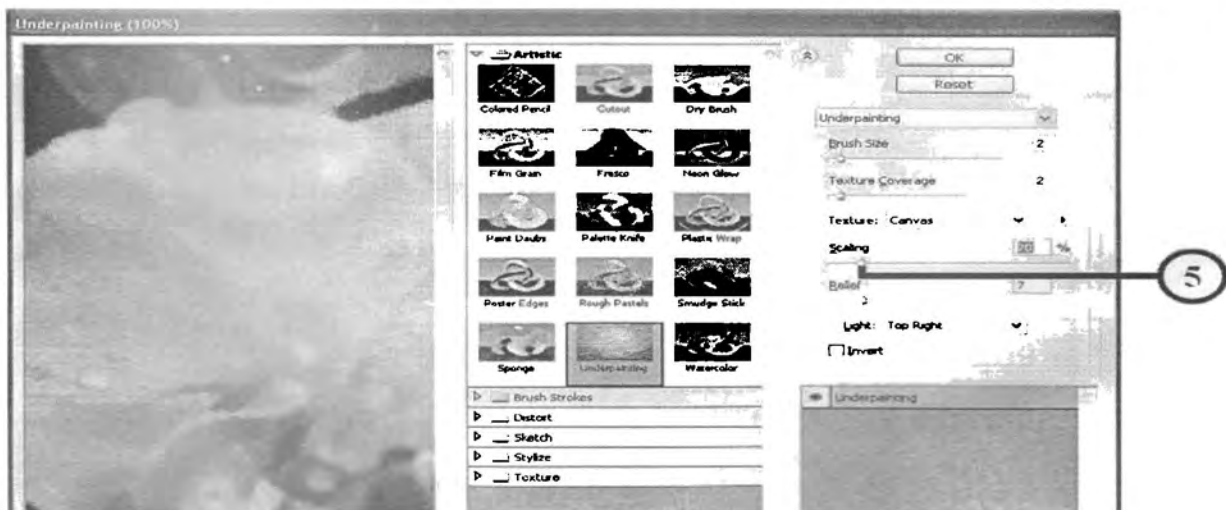 Underpainting (100%)
Artistic
Colored Pencil Cutout Dry Brush
Film Grain Fresco Neon Glow
Paint Daubs Palette Knife Plastic Wrap
Poster Edges Rough Pastels Smudge Stick
Sponge Underpainting Watercolor
Brush Strokes
Distort
Sketch
Stylize
Texture
OK
Reset
Underpainting
Brush Size 2
Texture Coverage 2
Texture: Canvas
Scaling %
Relief 7
Light: Top Right
Invert
Underpainting
5